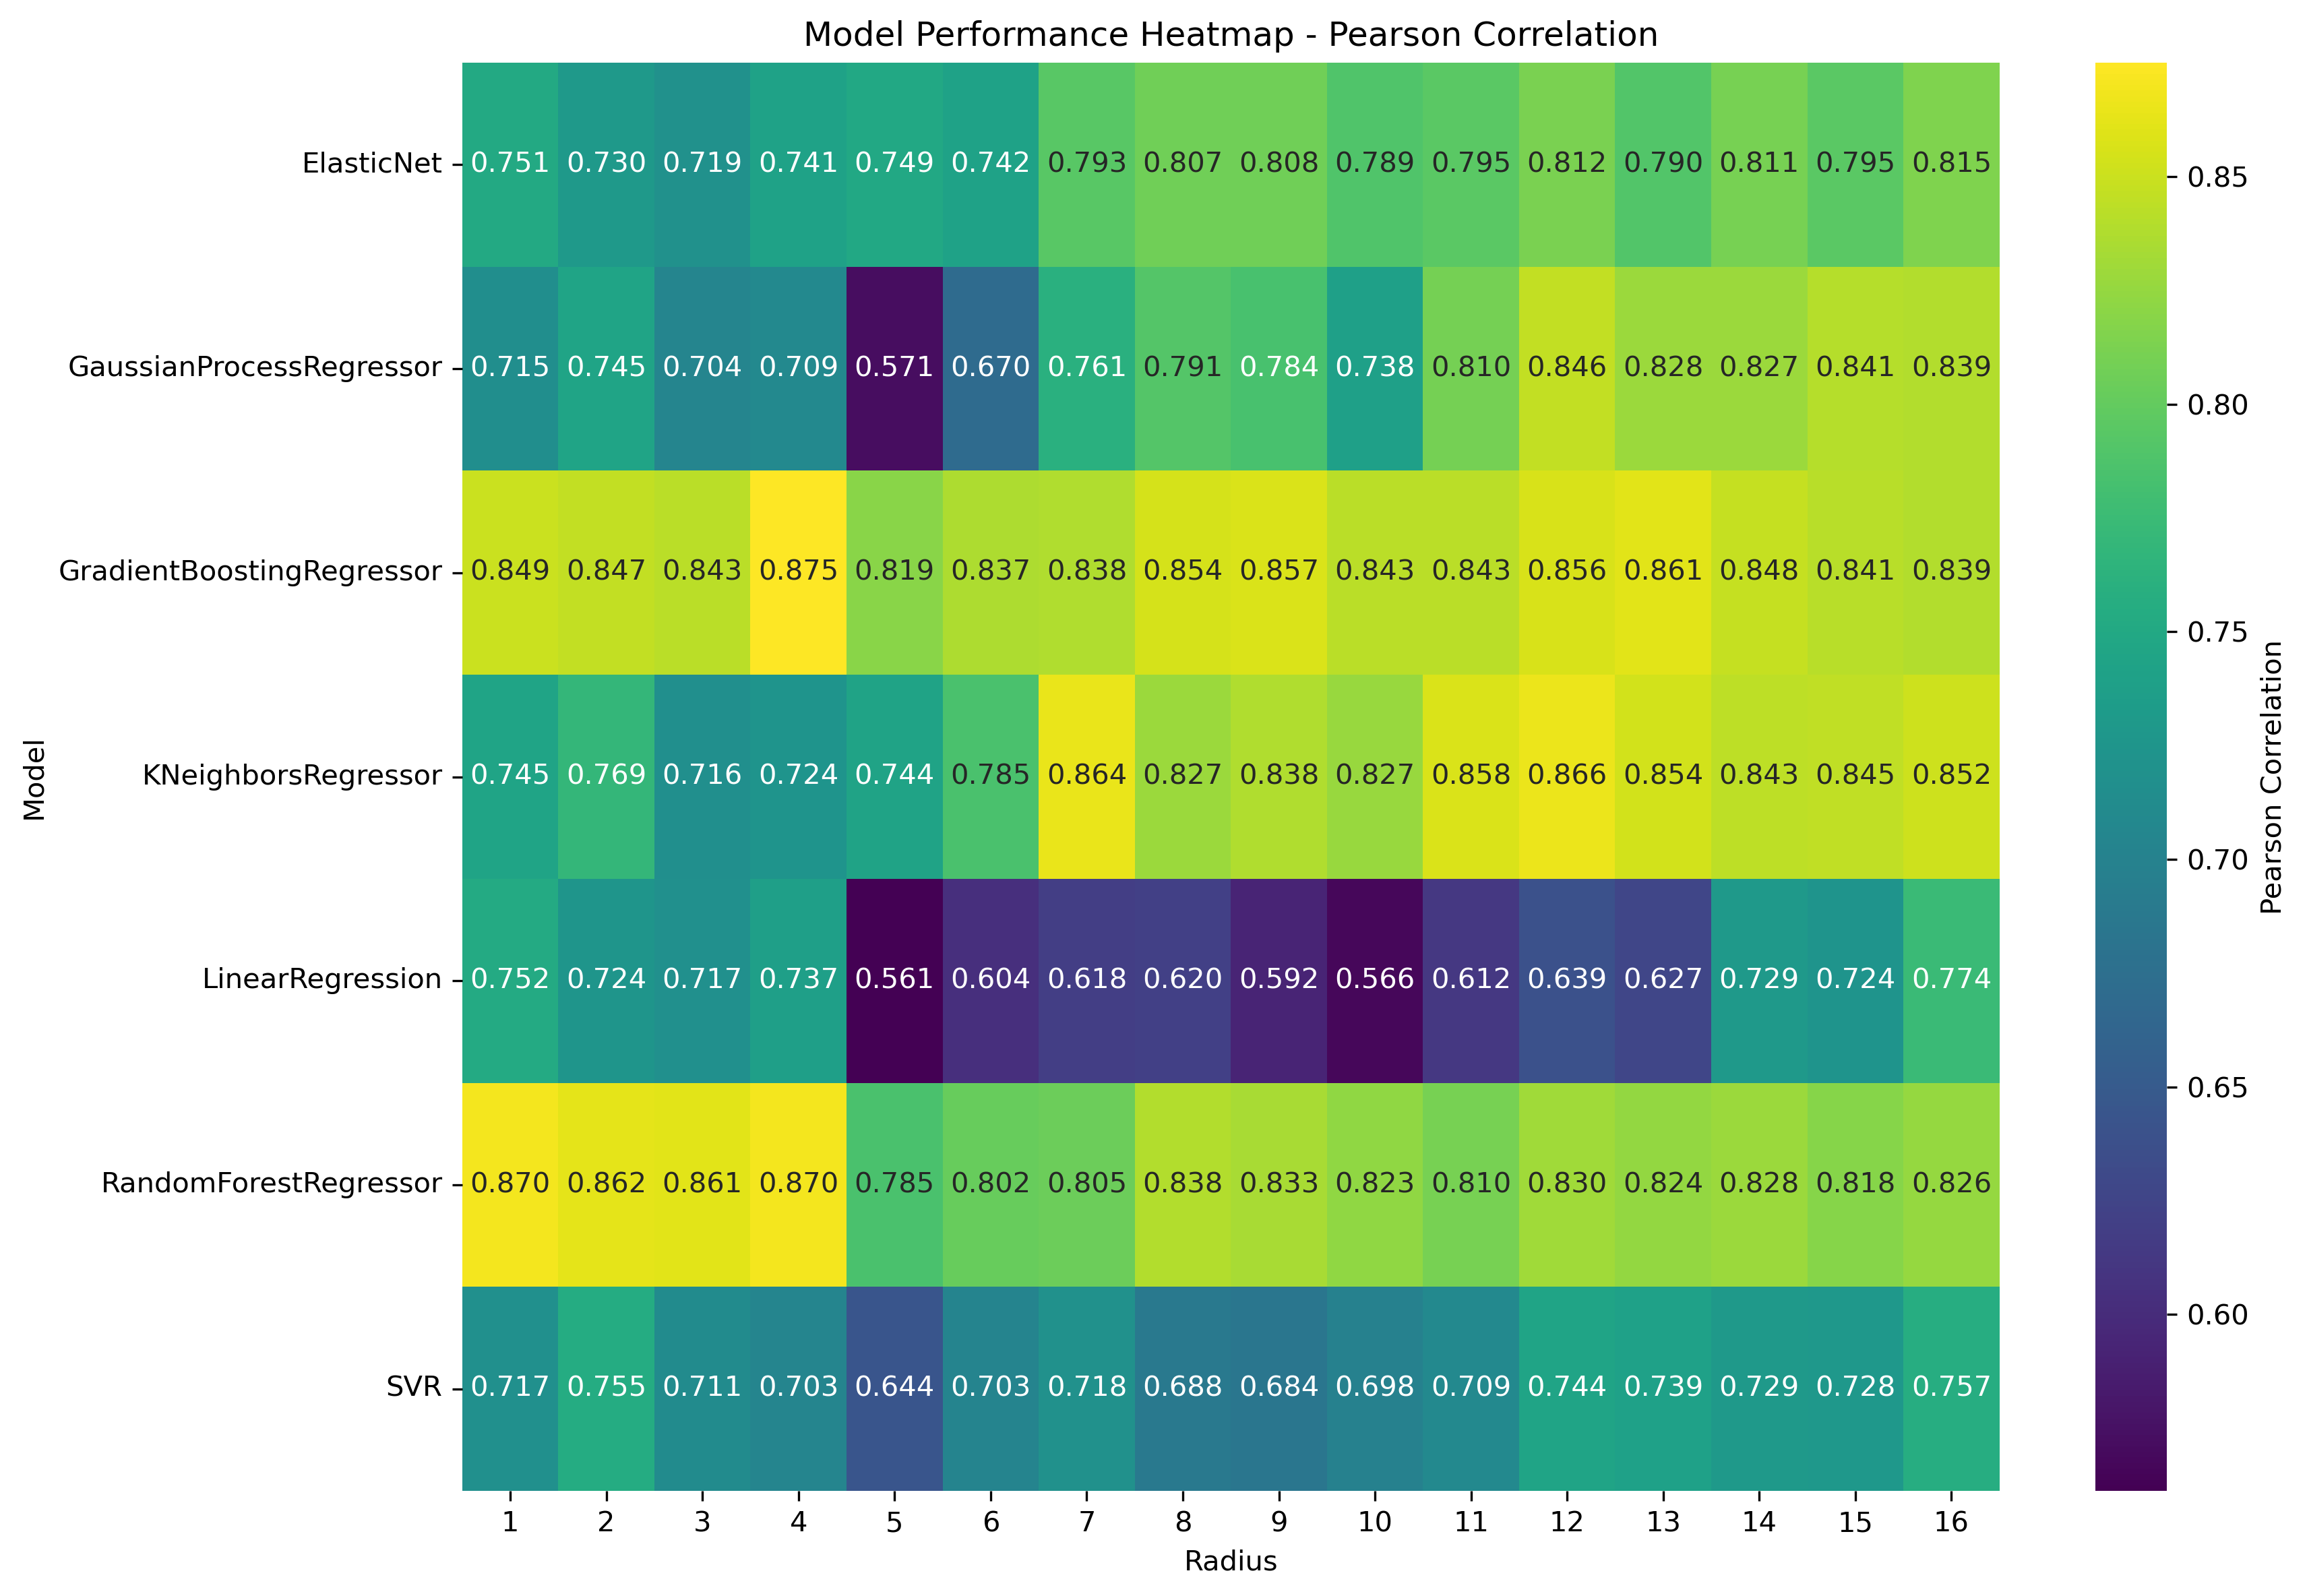 Model Performance Heatmap - Pearson Correlation
ElasticNet 0.751 0.730 0.719 0.741 0.749 0.742 0.793 0.807 0.808 0.789 0.795 0.812 0.790 0.811 0.795 0.815
GaussianProcessRegressor 0.715 0.745 0.704 0.709 0.571 0.670 0.761 0.791 0.784 0.738 0.810 0.846 0.828 0.827 0.841 0.839
GradientBoostingRegressor 0.849 0.847 0.843 0.875 0.819 0.837 0.838 0.854 0.857 0.843 0.843 0.856 0.861 0.848 0.841 0.839
KNeighborsRegressor 0.745 0.769 0.716 0.724 0.744 0.785 0.864 0.827 0.838 0.827 0.858 0.866 0.854 0.843 0.845 0.852
LinearRegression 0.752 0.724 0.717 0.737 0.561 0.604 0.618 0.620 0.592 0.566 0.612 0.639 0.627 0.729 0.724 0.774
RandomForestRegressor 0.870 0.862 0.861 0.870 0.785 0.802 0.805 0.838 0.833 0.823 0.810 0.830 0.824 0.828 0.818 0.826
SVR 0.717 0.755 0.711 0.703 0.644 0.703 0.718 0.688 0.684 0.698 0.709 0.744 0.739 0.729 0.728 0.757
1 2 3 4 5 6 7 8 9 10 11 12 13 14 15 16
Radius
Model
0.85
0.80
0.75
0.70
0.65
0.60
Pearson Correlation